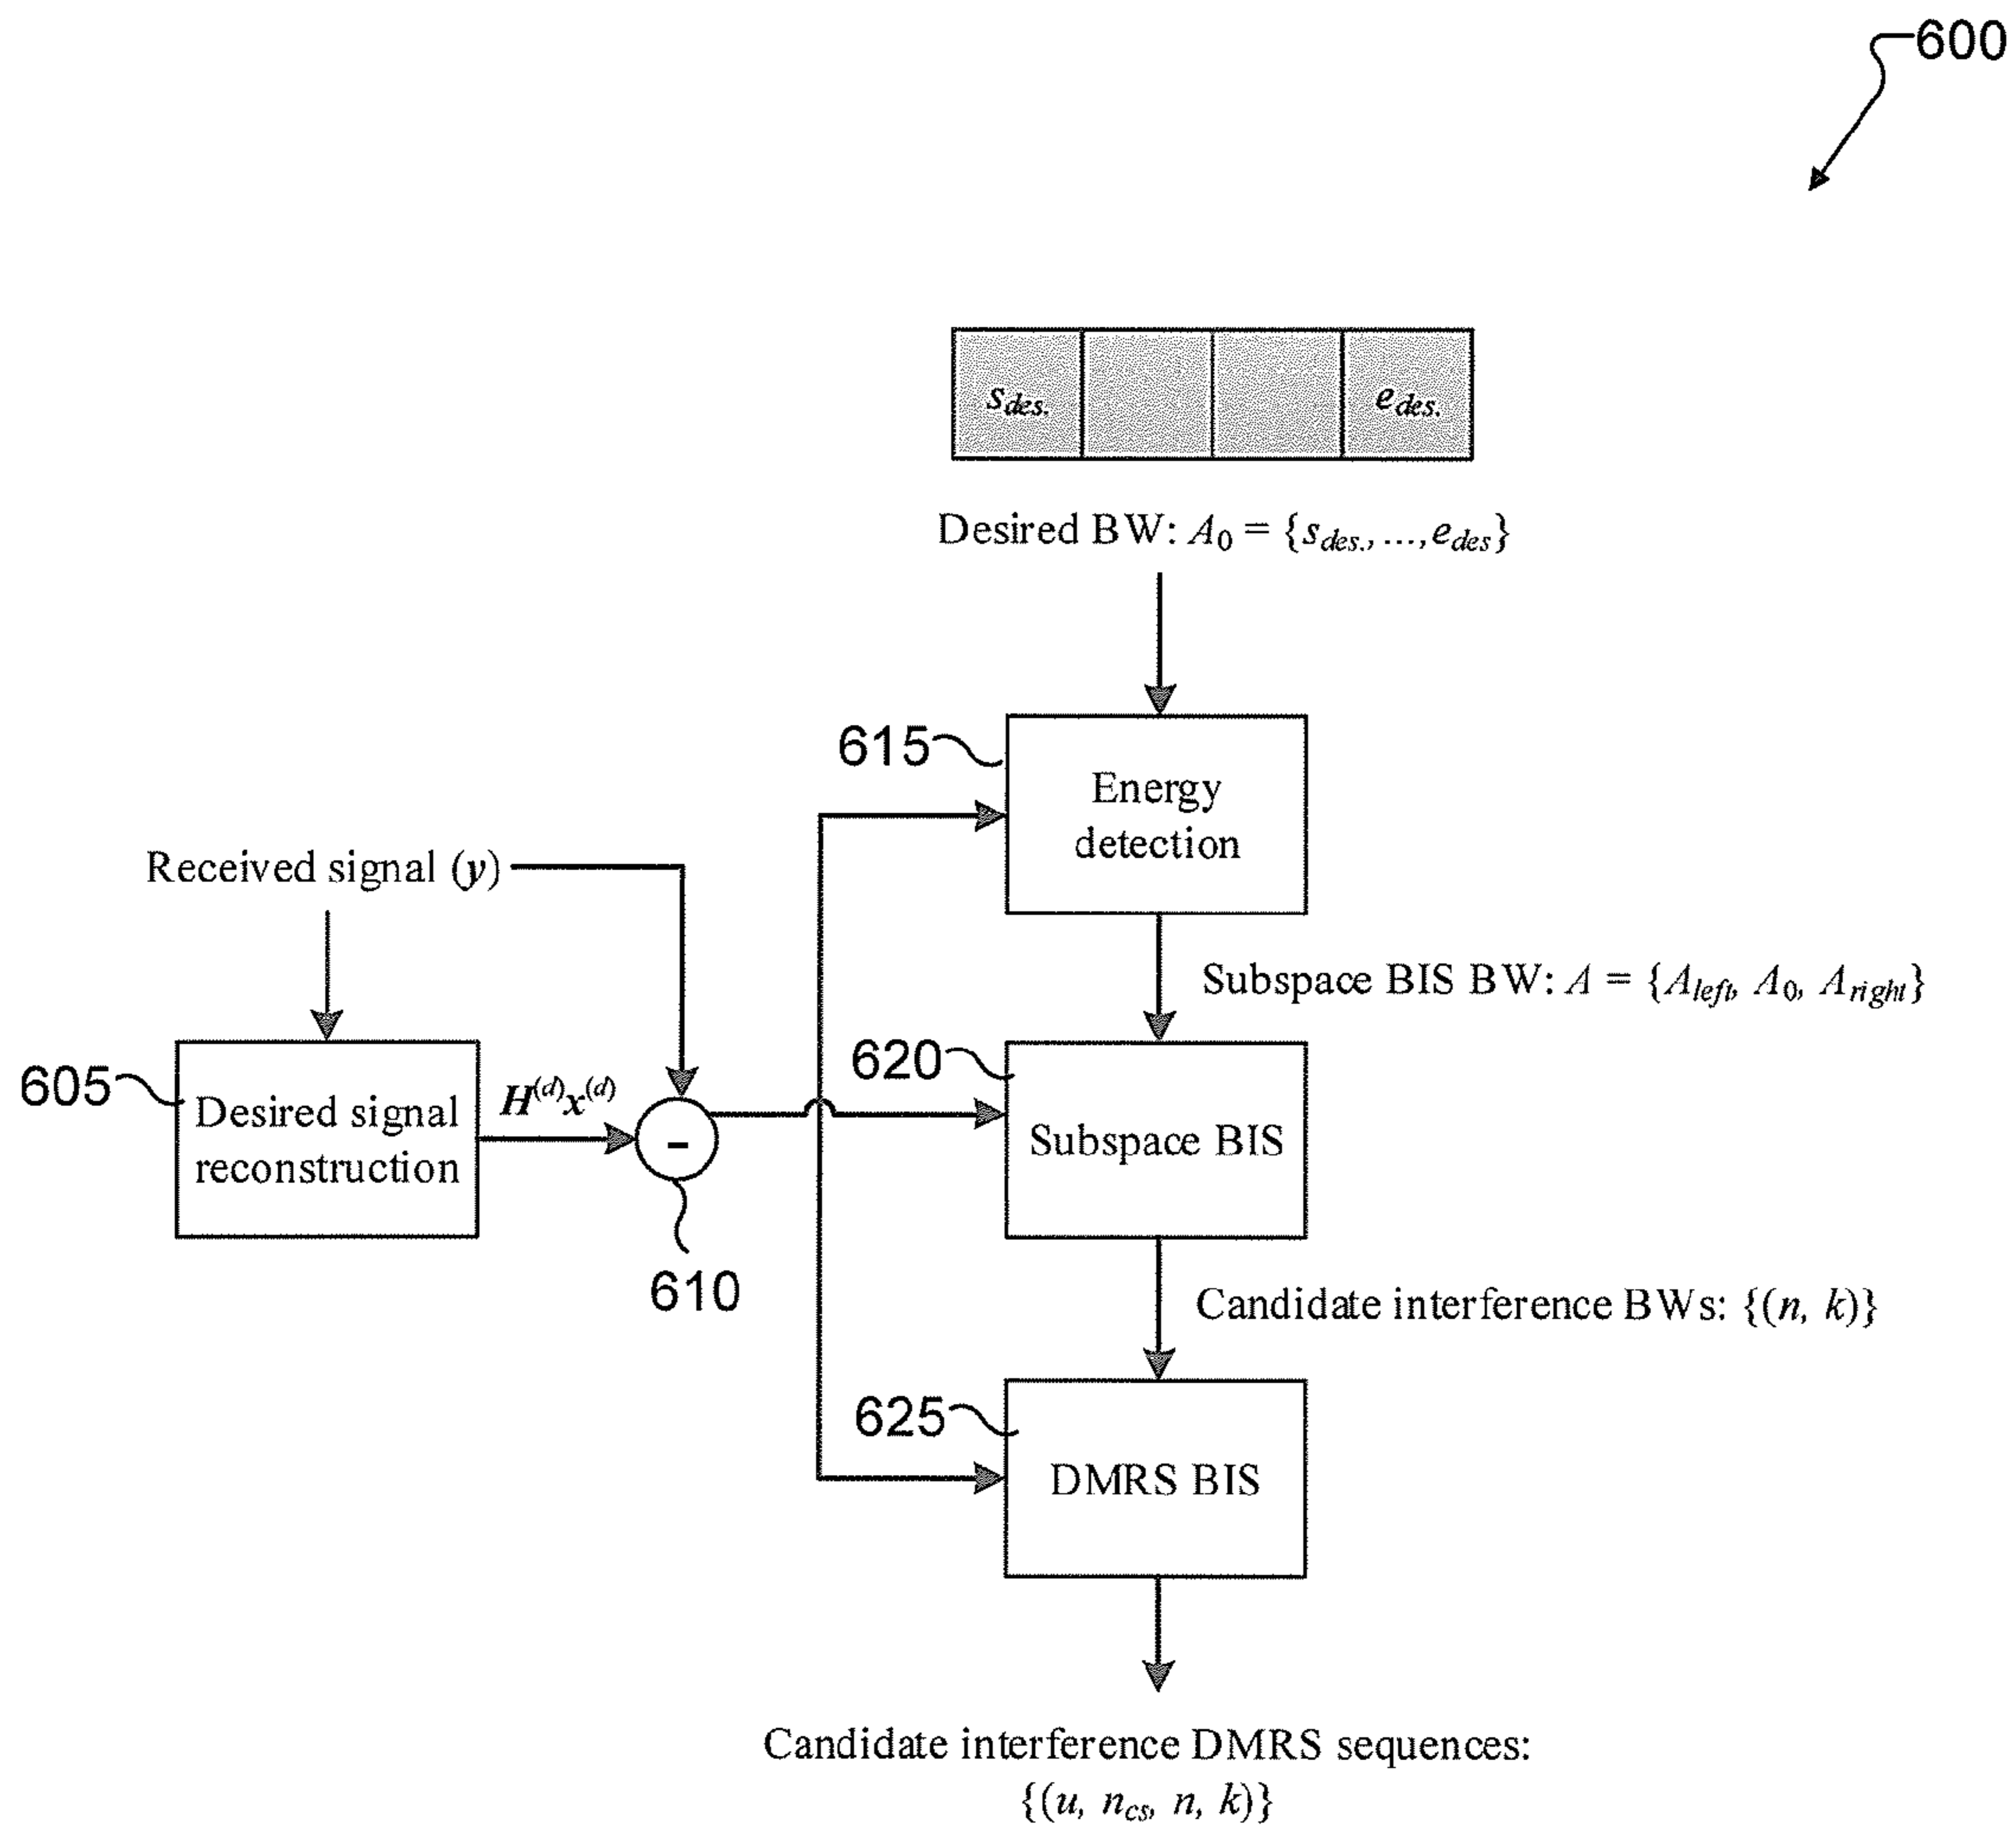 600
s_des. e_des.
Desired BW: A_0 = {s_des., ...,e_des}
615
Energy
detection
Received signal (y)
Subspace BIS BW: A = {A_left, A_0, A_right}
620
605
H^(d)x^(d)
Desired signal
reconstruction
-
Subspace BIS
610
Candidate interference BWs: {(n, k)}
625
DMRS BIS
Candidate interference DMRS sequences:
{(u, n_cs, n, k)}